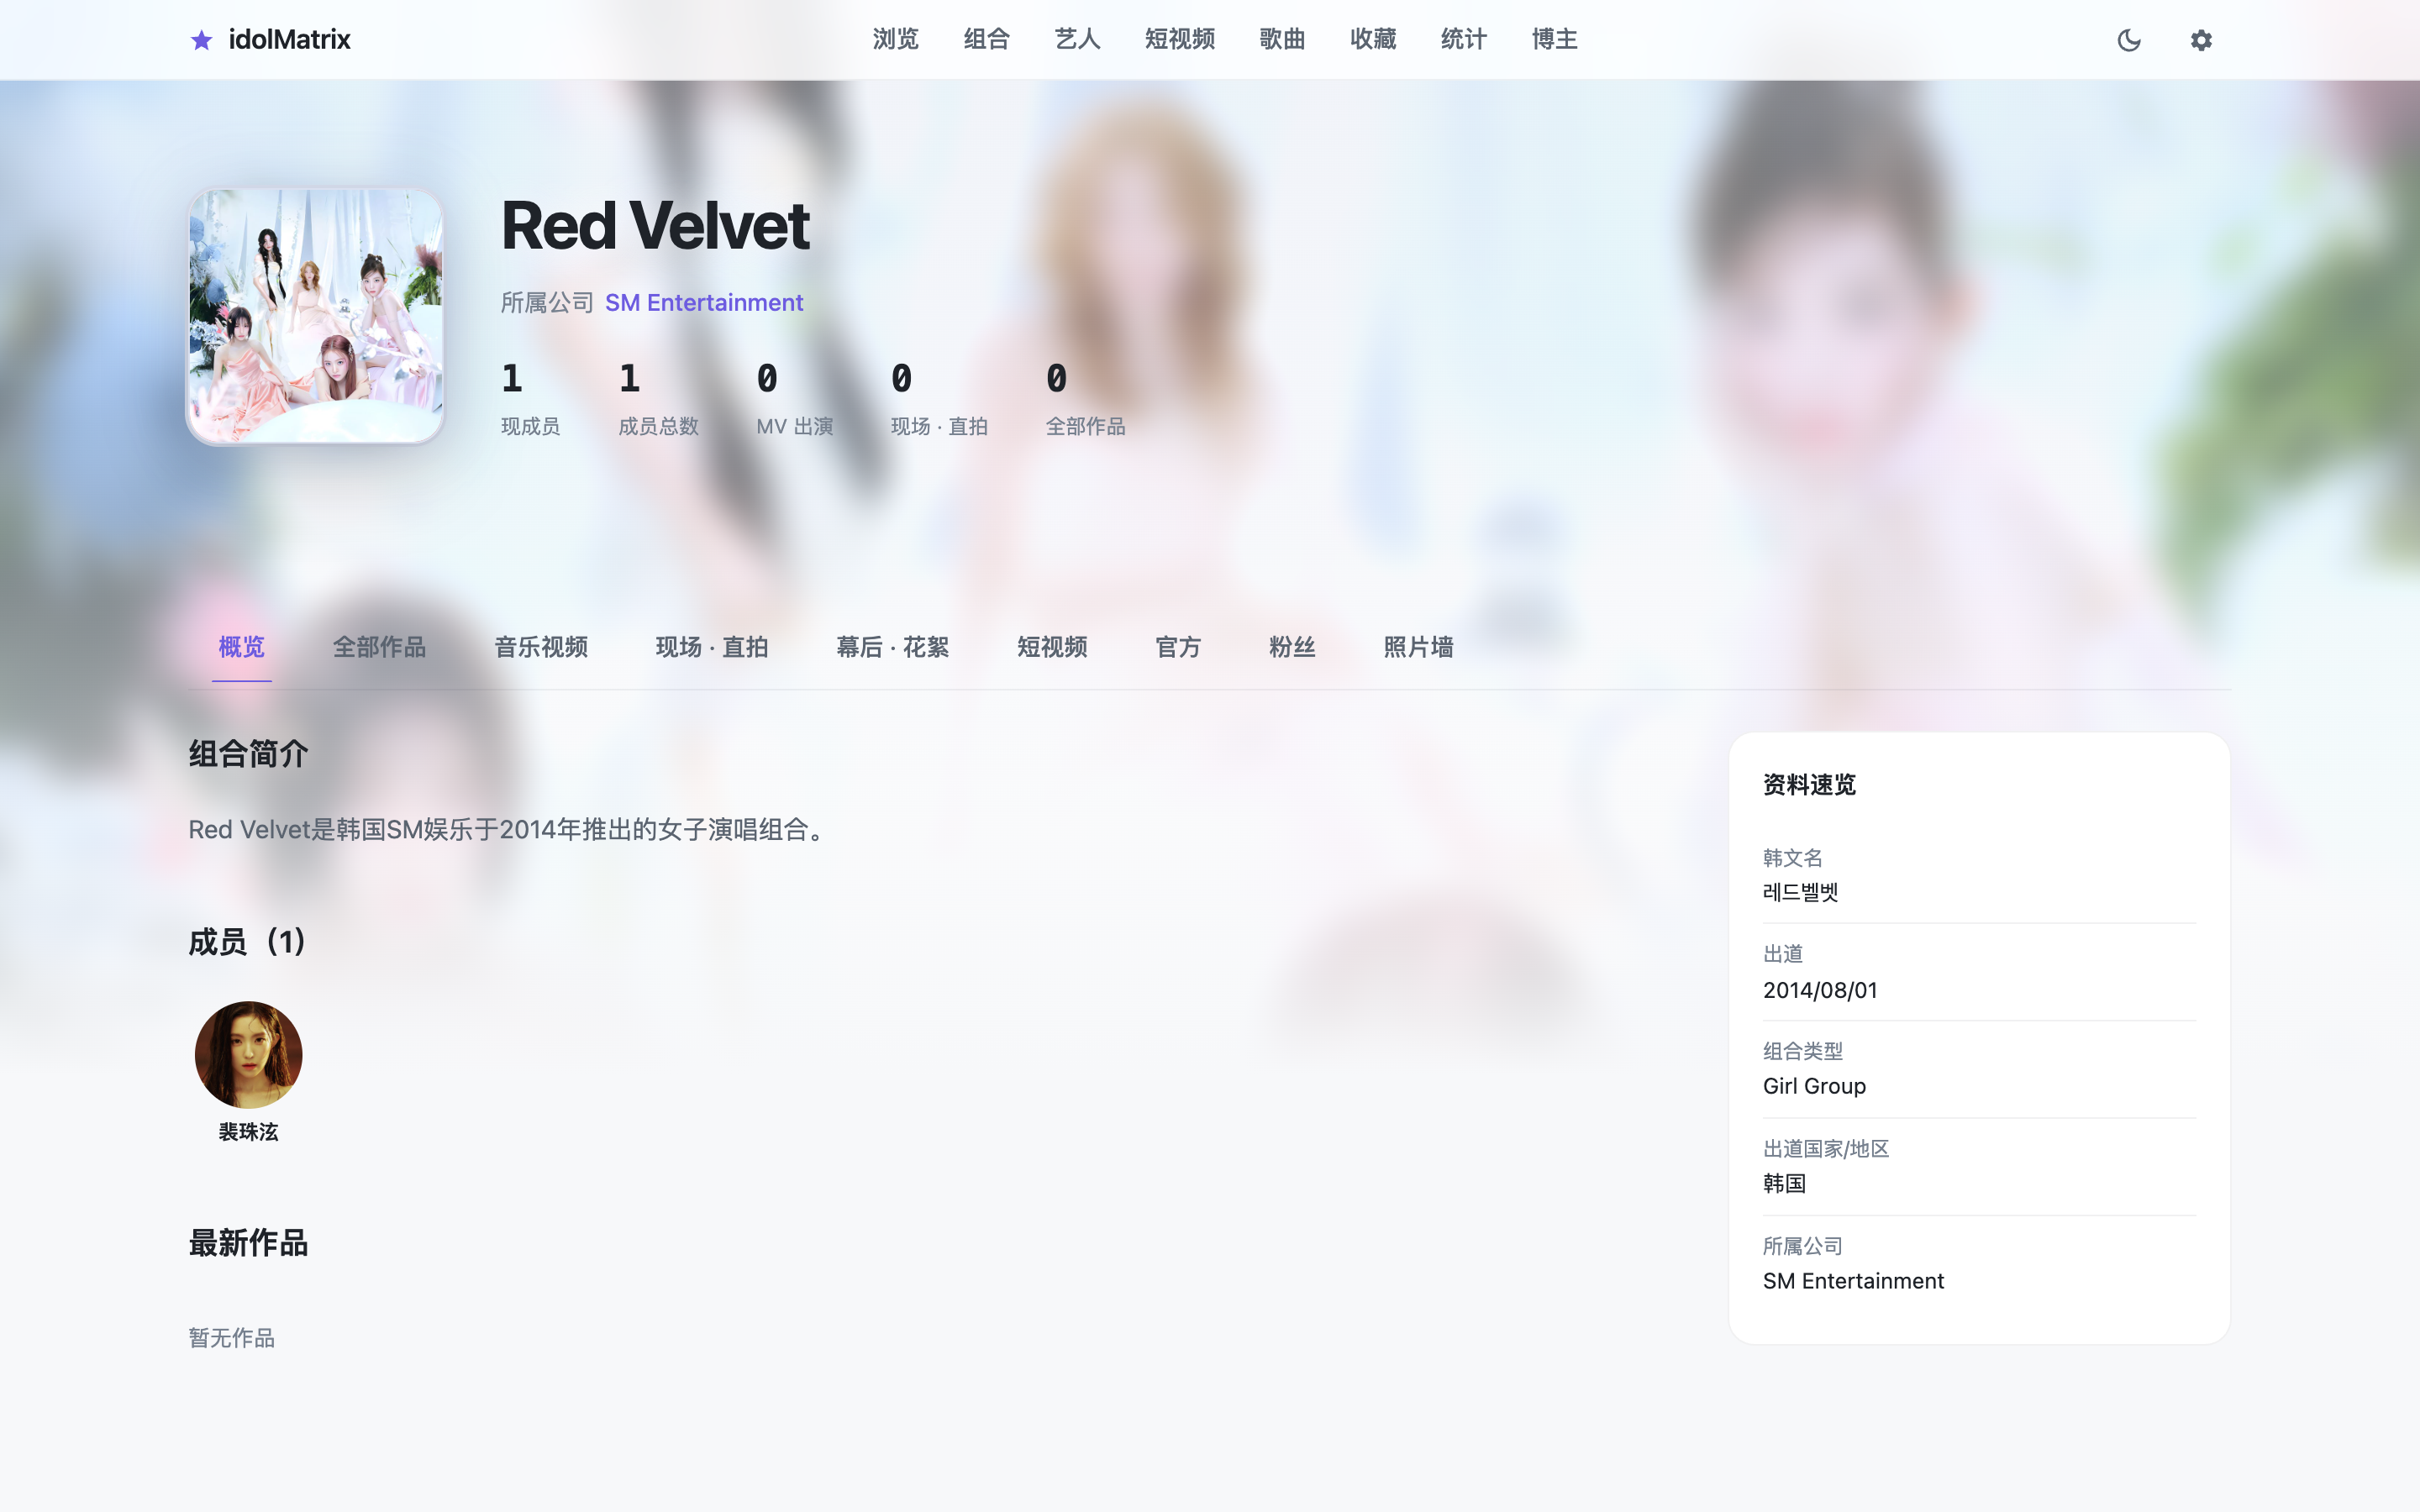 idolMatrix
浏览 组合 艺人 短视频 歌曲 收藏 统计 博主
Red Velvet
所属公司 SM Entertainment
1 1 0 0 0
现成员 成员总数 MV 出演 现场 · 直拍 全部作品
概览 全部作品 音乐视频 现场 · 直拍 幕后 · 花絮 短视频 官方 粉丝 照片墙
组合简介
Red Velvet是韩国SM娱乐于2014年推出的女子演唱组合。
成员（1）
裴珠泫
最新作品
暂无作品
资料速览
韩文名
레드벨벳
出道
2014/08/01
组合类型
Girl Group
出道国家/地区
韩国
所属公司
SM Entertainment